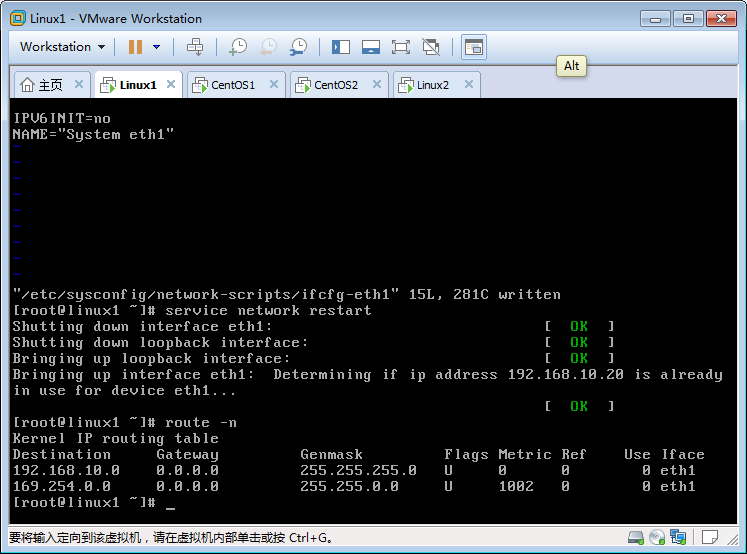 Linux1 - VMware Workstation
Workstation
Alt
主页 Linux1 CentOS1 CentOS2 Linux2
IPV6INIT=no
NAME="System eth1"
~
~
~
~
~
~
~
~
~
"/etc/sysconfig/network-scripts/ifcfg-eth1" 15L, 281C written
[root@linux1 ~]# service network restart
Shutting down interface eth1: [ OK ]
Shutting down loopback interface: [ OK ]
Bringing up loopback interface: [ OK ]
Bringing up interface eth1: Determining if ip address 192.168.10.20 is already
in use for device eth1...
[ OK ]
[root@linux1 ~]# route -n
Kernel IP routing table
Destination Gateway Genmask Flags Metric Ref Use Iface
192.168.10.0 0.0.0.0 255.255.255.0 U 0 0 0 eth1
169.254.0.0 0.0.0.0 255.255.0.0 U 1002 0 0 eth1
[root@linux1 ~]# _
要将输入定向到该虚拟机，请在虚拟机内部单击或按 Ctrl+G。